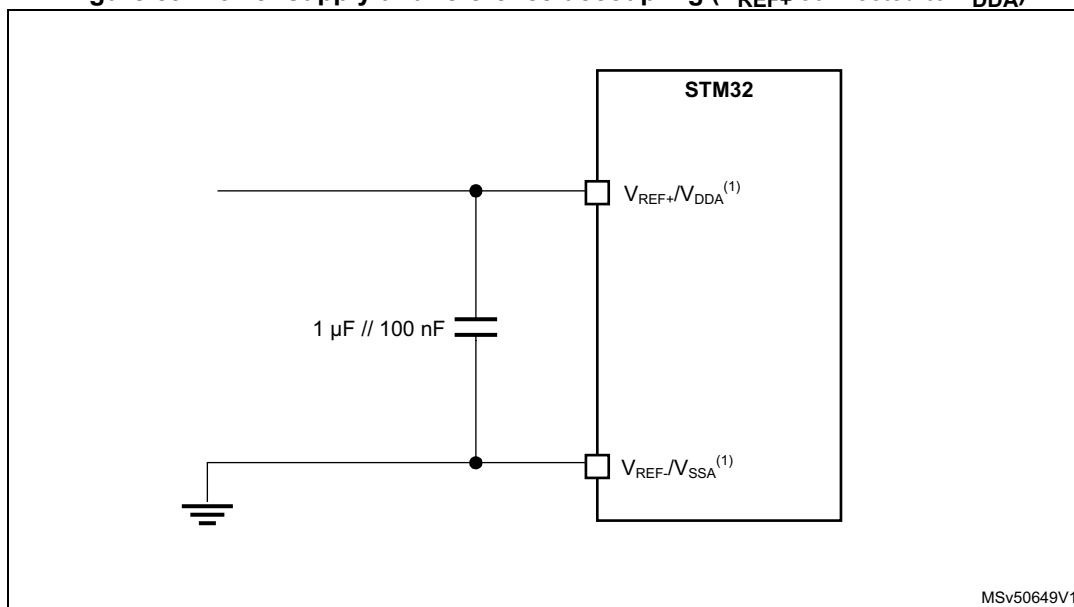 STM32
V_REF+/V_DDA^(1)
1 µF // 100 nF
V_REF-/V_SSA^(1)
MSv50649V1